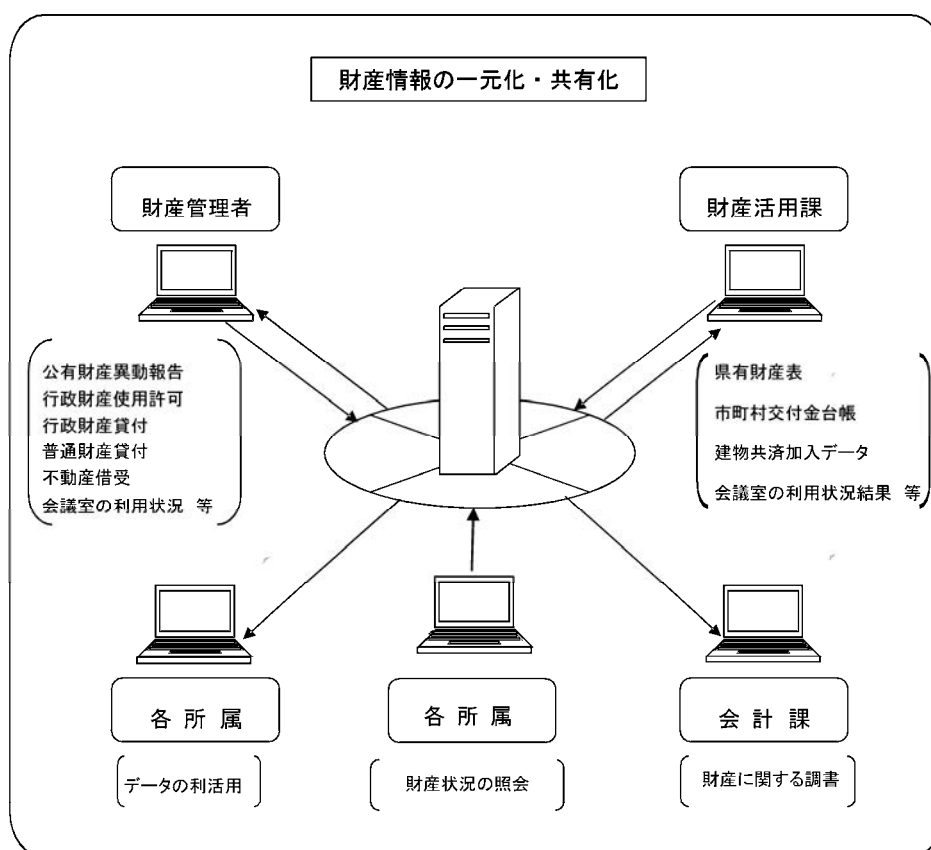 財産情報の一元化・共有化
財産管理者
財産活用課
公有財産異動報告
行政財産使用許可
行政財産貸付
普通財産貸付
不動産借受
会議室の利用状況 等
県有財産表
市町村交付金台帳
建物共済加入データ
会議室の利用状況結果 等
各 所 属
データの利活用
各 所 属
財産状況の照会
会 計 課
財産に関する調書